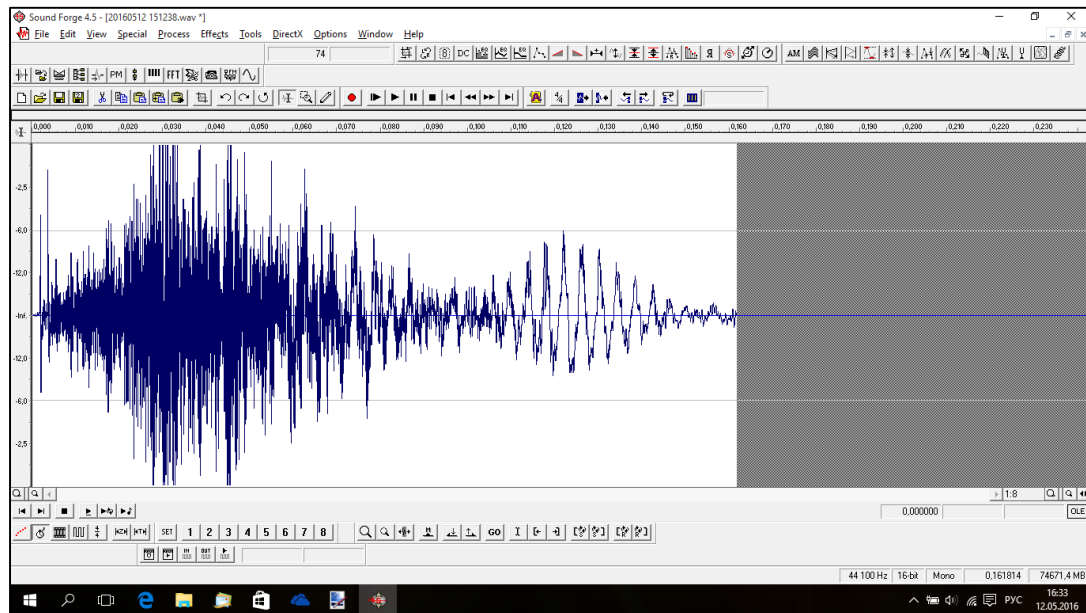 Sound Forge 4.5 - [20160512 151238.wav *]
File Edit View Special Process Effects Tools DirectX Options Window Help
74
DC
AM
PM FFT
0,000 0,010 0,020 0,030 0,040 0,050 0,060 0,070 0,080 0,090 0,100 0,110 0,120 0,130 0,140 0,150 0,160 0,170 0,180 0,190 0,200 0,210 0,220 0,230
-2,5
-6,0
-12,0
-Inf.
-12,0
-6,0
-2,5
1:8
0,000000
OLE
SET 1 2 3 4 5 6 7 8 GO
IN OUT
44 100 Hz 16-bit Mono 0,161814 74671,4 MB
РУС
16:33
12.05.2016